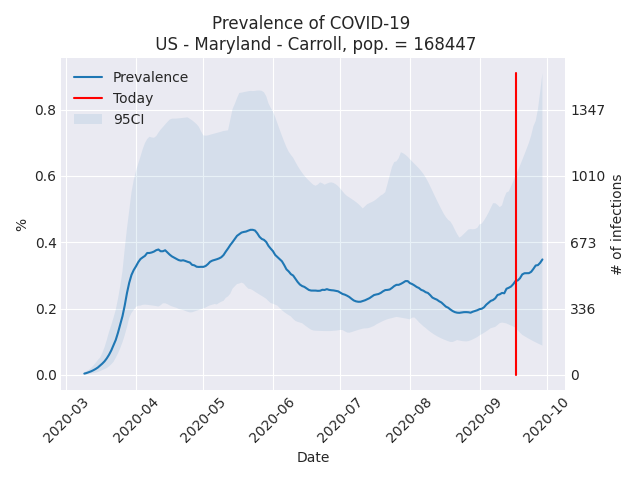 Prevalence of COVID-19
US - Maryland - Carroll, pop. = 168447
Prevalence
Today
95CI
0.8
0.6
0.4
0.2
0.0
%
1347
1010
673
336
0
# of infections
2020-03
2020-04
2020-05
2020-06
2020-07
2020-08
2020-09
2020-10
Date